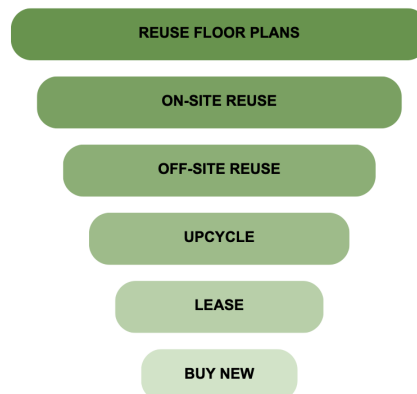 REUSE FLOOR PLANS
ON-SITE REUSE
OFF-SITE REUSE
UPCYCLE
LEASE
BUY NEW